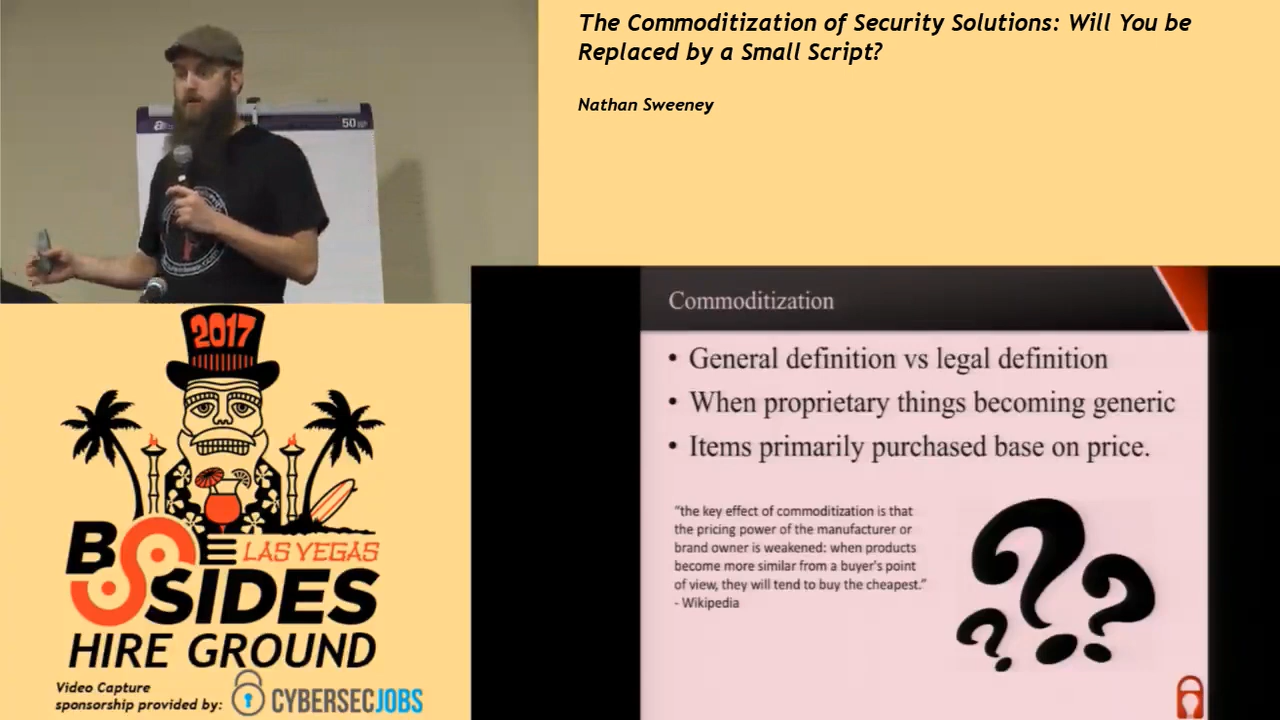 The Commoditization of Security Solutions: Will You be
Replaced by a Small Script?
Nathan Sweeney
50
2017
BSIDES
LAS VEGAS
HIRE GROUND
Video Capture
sponsorship provided by:
CYBERSECJOBS
Commoditization
• General definition vs legal definition
• When proprietary things becoming generic
• Items primarily purchased base on price.
“the key effect of commoditization is that
the pricing power of the manufacturer or
brand owner is weakened: when products
become more similar from a buyer's point
of view, they will tend to buy the cheapest.”
- Wikipedia